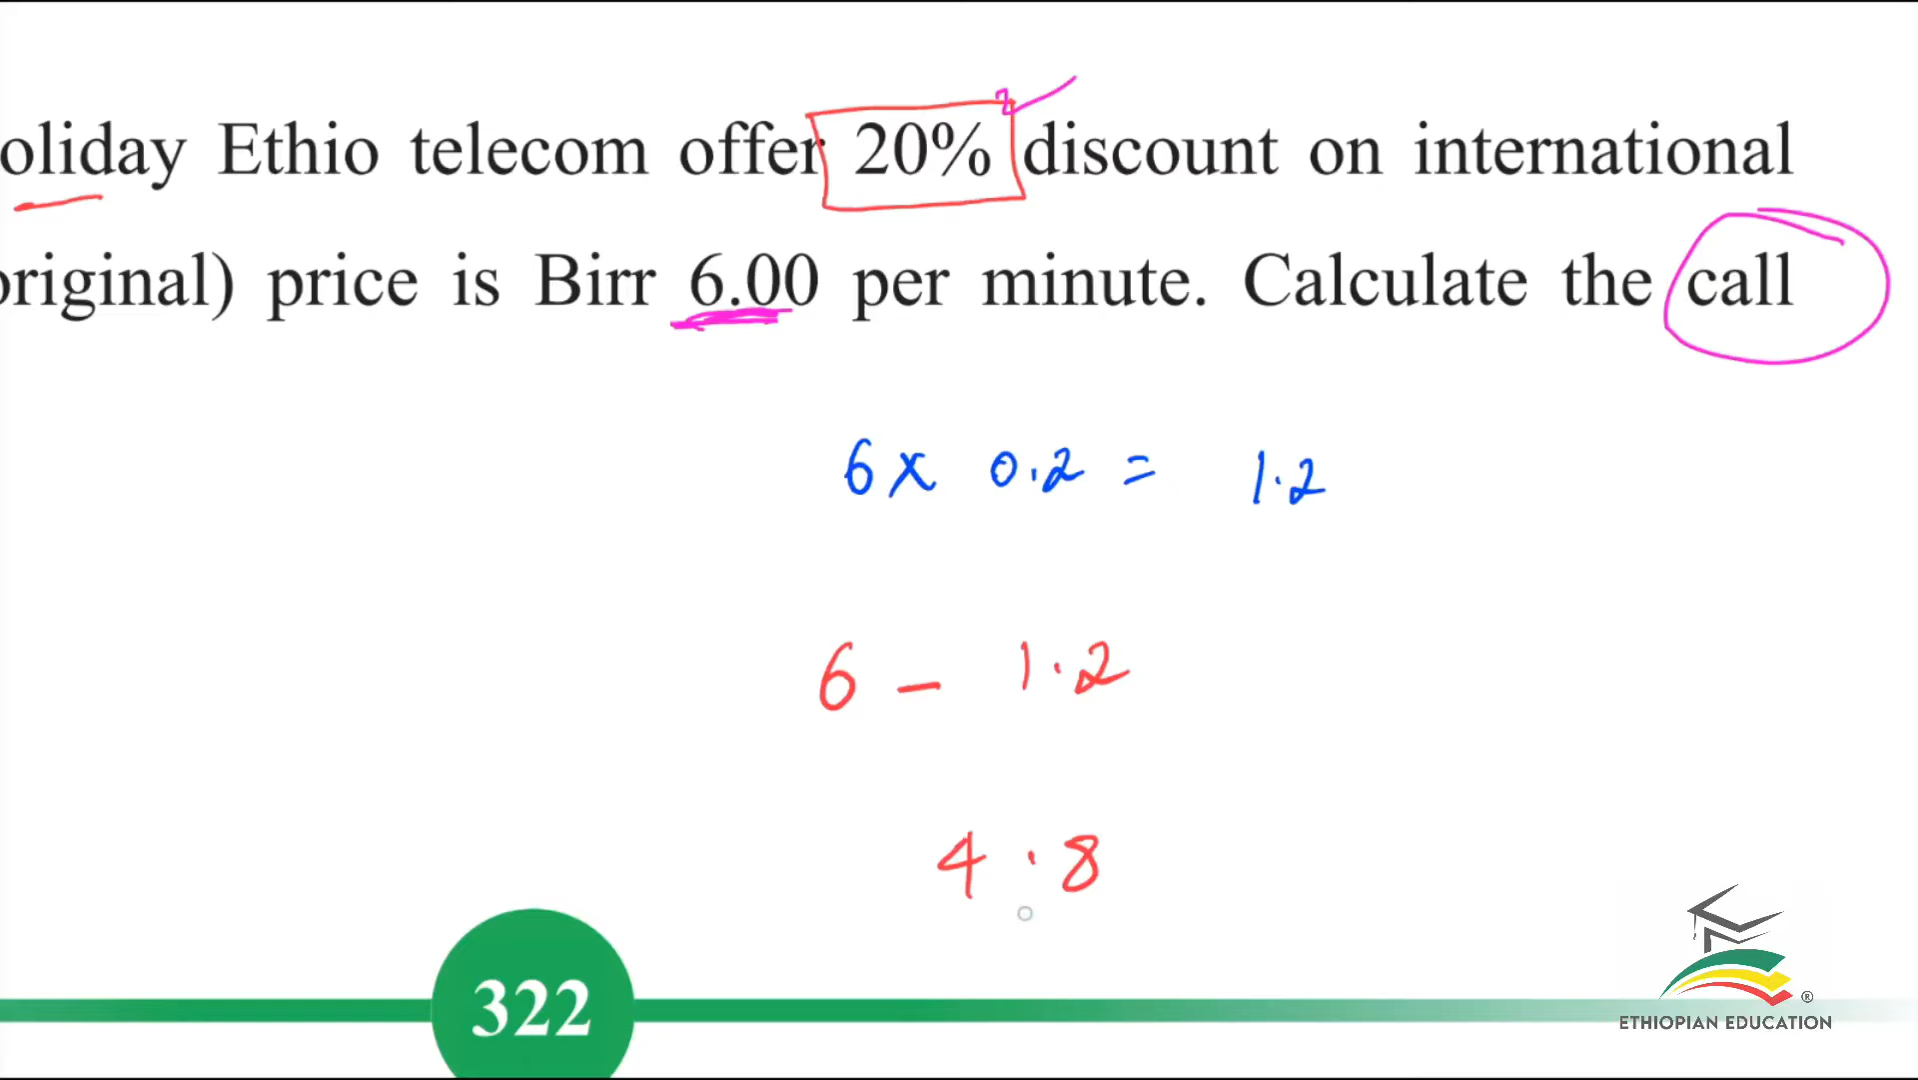 oliday Ethio telecom offer 20% discount on international
original) price is Birr 6.00 per minute. Calculate the call
6 x 0.2 = 1.2
6 - 1.2
4.8
322
®
ETHIOPIAN EDUCATION